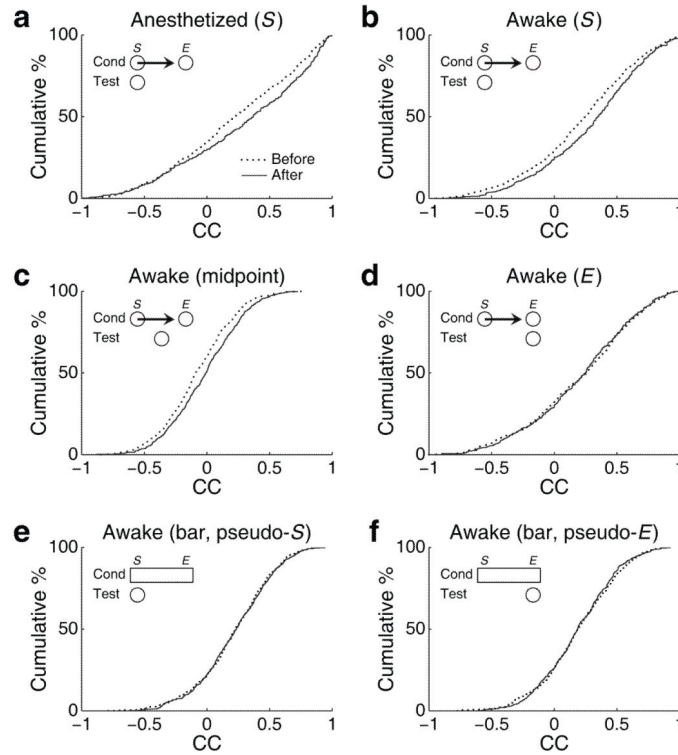 a Anesthetized (S)
Cumulative %
100
50
0
Cond
Test
S
E
Before
After
-1 -0.5 0 0.5 1
CC
b Awake (S)
Cumulative %
100
50
0
Cond
Test
S
E
-1 -0.5 0 0.5 1
CC
c Awake (midpoint)
Cumulative %
100
50
0
Cond
Test
S
E
-1 -0.5 0 0.5 1
CC
d Awake (E)
Cumulative %
100
50
0
Cond
Test
S
E
-1 -0.5 0 0.5 1
CC
e Awake (bar, pseudo-S)
Cumulative %
100
50
0
Cond
Test
S
E
-1 -0.5 0 0.5 1
CC
f Awake (bar, pseudo-E)
Cumulative %
100
50
0
Cond
Test
S
E
-1 -0.5 0 0.5 1
CC